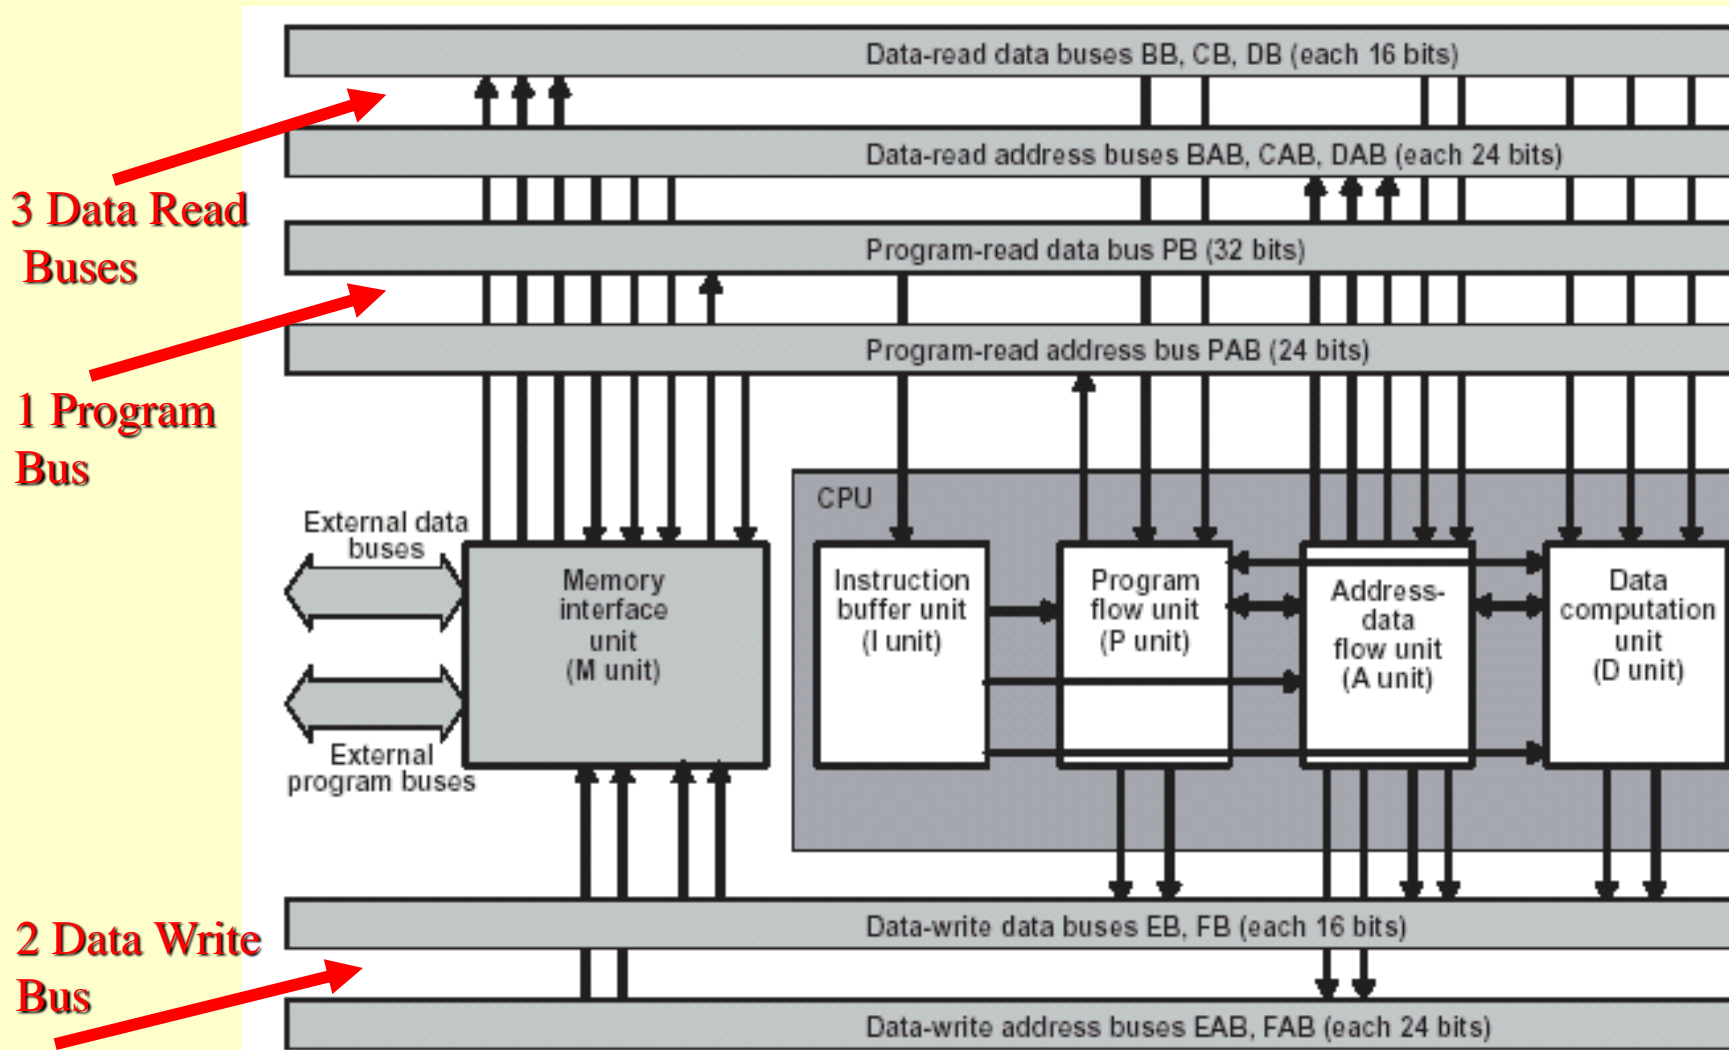 Data-read data buses BB, CB, DB (each 16 bits)
Data-read address buses BAB, CAB, DAB (each 24 bits)
3 Data Read
Buses
Program-read data bus PB (32 bits)
Program-read address bus PAB (24 bits)
1 Program
Bus
CPU
External data
buses
Memory
interface
unit
(M unit)
Instruction
buffer unit
(I unit)
Program
flow unit
(P unit)
Address-
data
flow unit
(A unit)
Data
computation
unit
(D unit)
External
program buses
2 Data Write
Bus
Data-write data buses EB, FB (each 16 bits)
Data-write address buses EAB, FAB (each 24 bits)